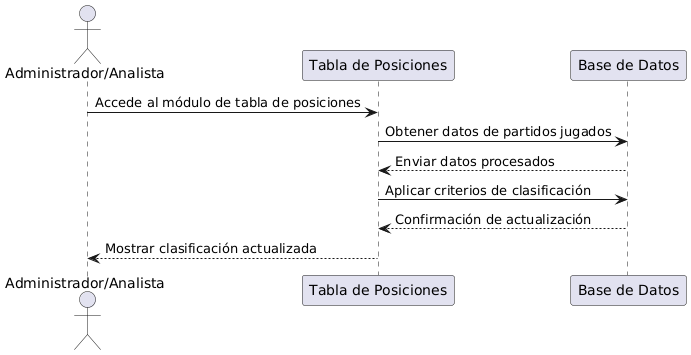 Administrador/Analista
Tabla de Posiciones
Base de Datos
Accede al módulo de tabla de posiciones
Obtener datos de partidos jugados
Enviar datos procesados
Aplicar criterios de clasificación
Confirmación de actualización
Mostrar clasificación actualizada
Administrador/Analista
Tabla de Posiciones
Base de Datos